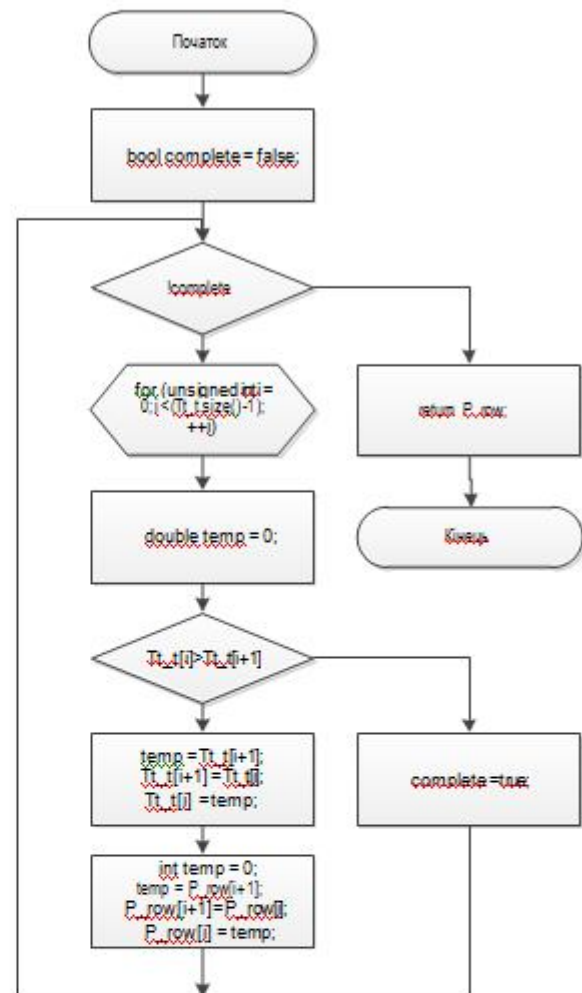 Початок
bool complete = false;
!complete
for (unsigned int i =
0; i <(Tt_t.size()-1);
++i)
return P_row;
double temp = 0;
Кінець
Tt_t[i]>Tt_t[i+1]
temp =Tt_t[i+1];
Tt_t[i+1] =Tt_t[i];
Tt_t[i] =temp;
complete =true;
int temp = 0;
temp = P_row[i+1];
P_row[i+1]=P_row[i];
P_row[i] = temp;